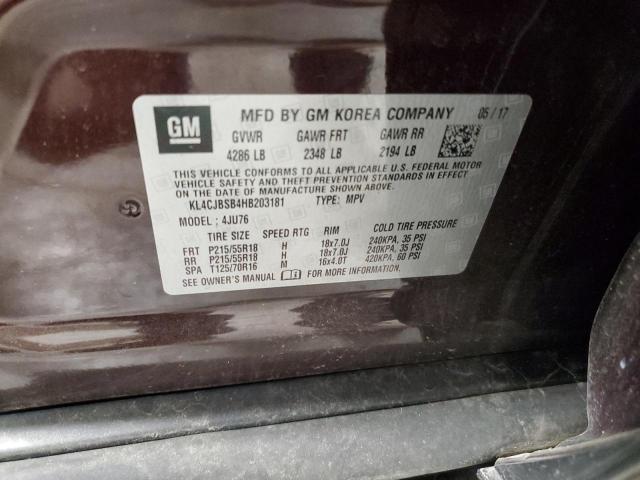 GM MFD BY GM KOREA COMPANY 05/17
GVWR GAWR FRT GAWR RR
4286 LB 2348 LB 2194 LB
THIS VEHICLE CONFORMS TO ALL APPLICABLE U.S. FEDERAL MOTOR
VEHICLE SAFETY AND THEFT PREVENTION STANDARDS IN EFFECT
ON THE DATE OF MANUFACTURE SHOWN ABOVE.
KL4CJBSB4HB203181 TYPE: MPV
MODEL: 4JU76
TIRE SIZE SPEED RTG RIM COLD TIRE PRESSURE
FRT P215/55R18 H 18x7.0J 240KPA, 35 PSI
RR P215/55R18 H 18x7.0J 240KPA, 35 PSI
SPA T125/70R16 M 16x4.0T 420KPA, 60 PSI
SEE OWNER'S MANUAL FOR MORE INFORMATION.